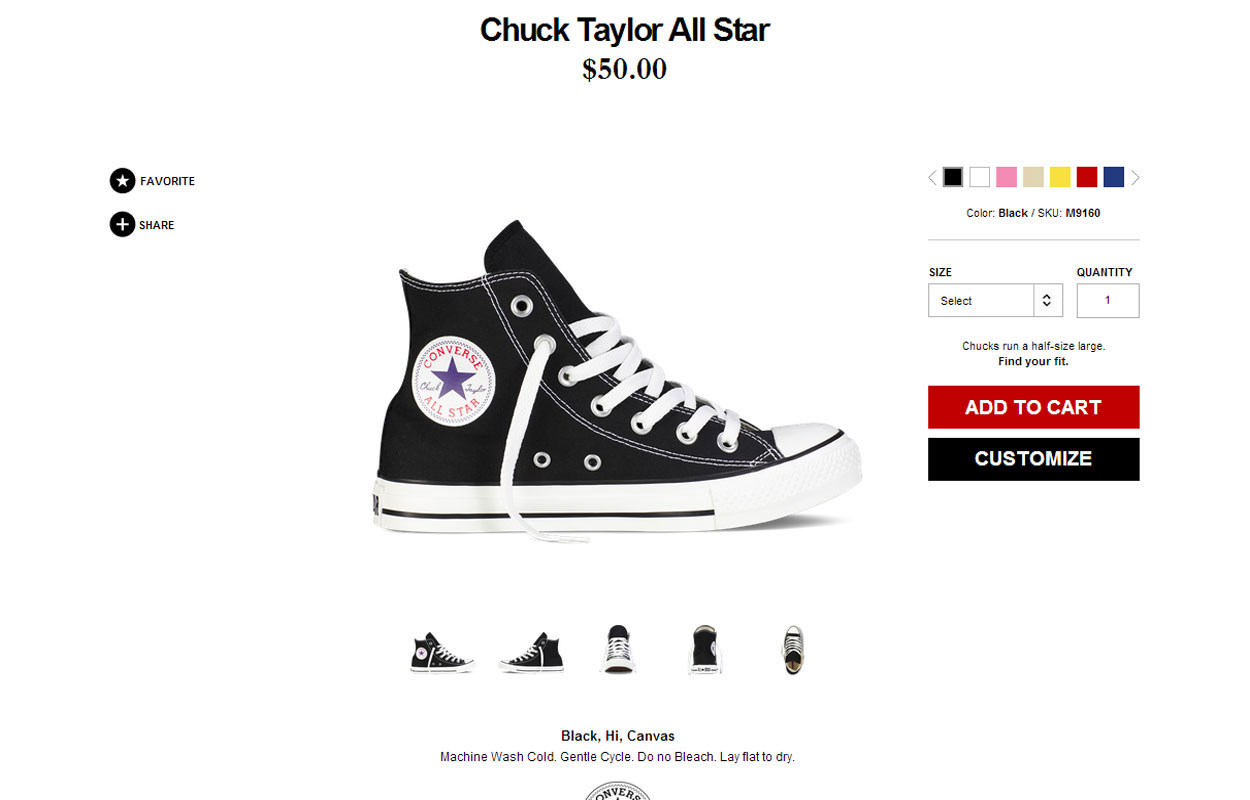 Chuck Taylor All Star
$50.00
FAVORITE
SHARE
Color: Black / SKU: M9160
SIZE
QUANTITY
Select
1
Chucks run a half-size large.
Find your fit.
ADD TO CART
CUSTOMIZE
CONVERSE
Chuck Taylor
ALL STAR
Black, Hi, Canvas
Machine Wash Cold. Gentle Cycle. Do no Bleach. Lay flat to dry.
CONVERS